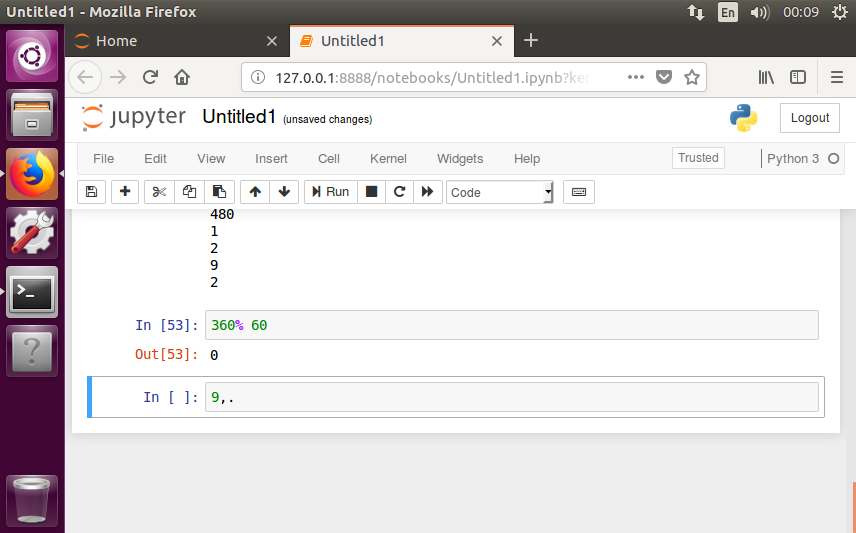 Untitled1 - Mozilla Firefox
En
00:09
Home
Untitled1
127.0.0.1:8888/notebooks/Untitled1.ipynb?ke
jupyter Untitled1 (unsaved changes)
Logout
File Edit View Insert Cell Kernel Widgets Help
Trusted
Python 3
Run
Code
480
1
2
9
2
In [53]: 360% 60
Out[53]: 0
In [ ]: 9,.